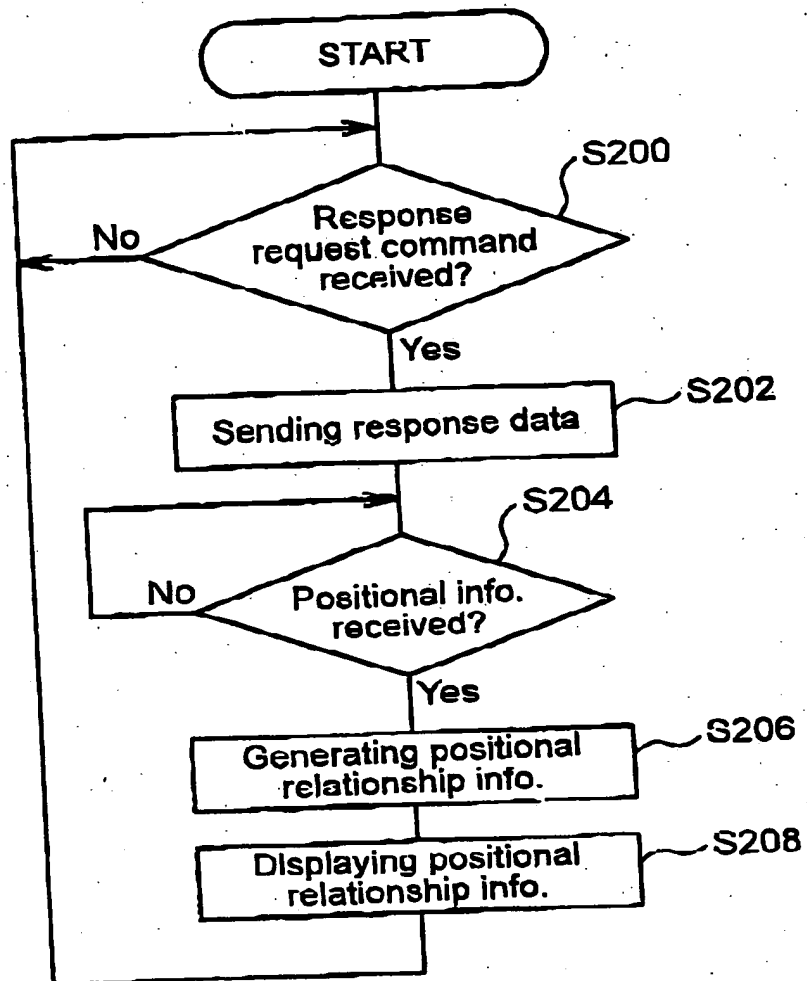 START
S200
Response
request command
received?
No
Yes
Sending response data
S202
S204
Positional info.
received?
No
Yes
Generating positional
relationship info.
S206
Displaying positional
relationship info.
S208